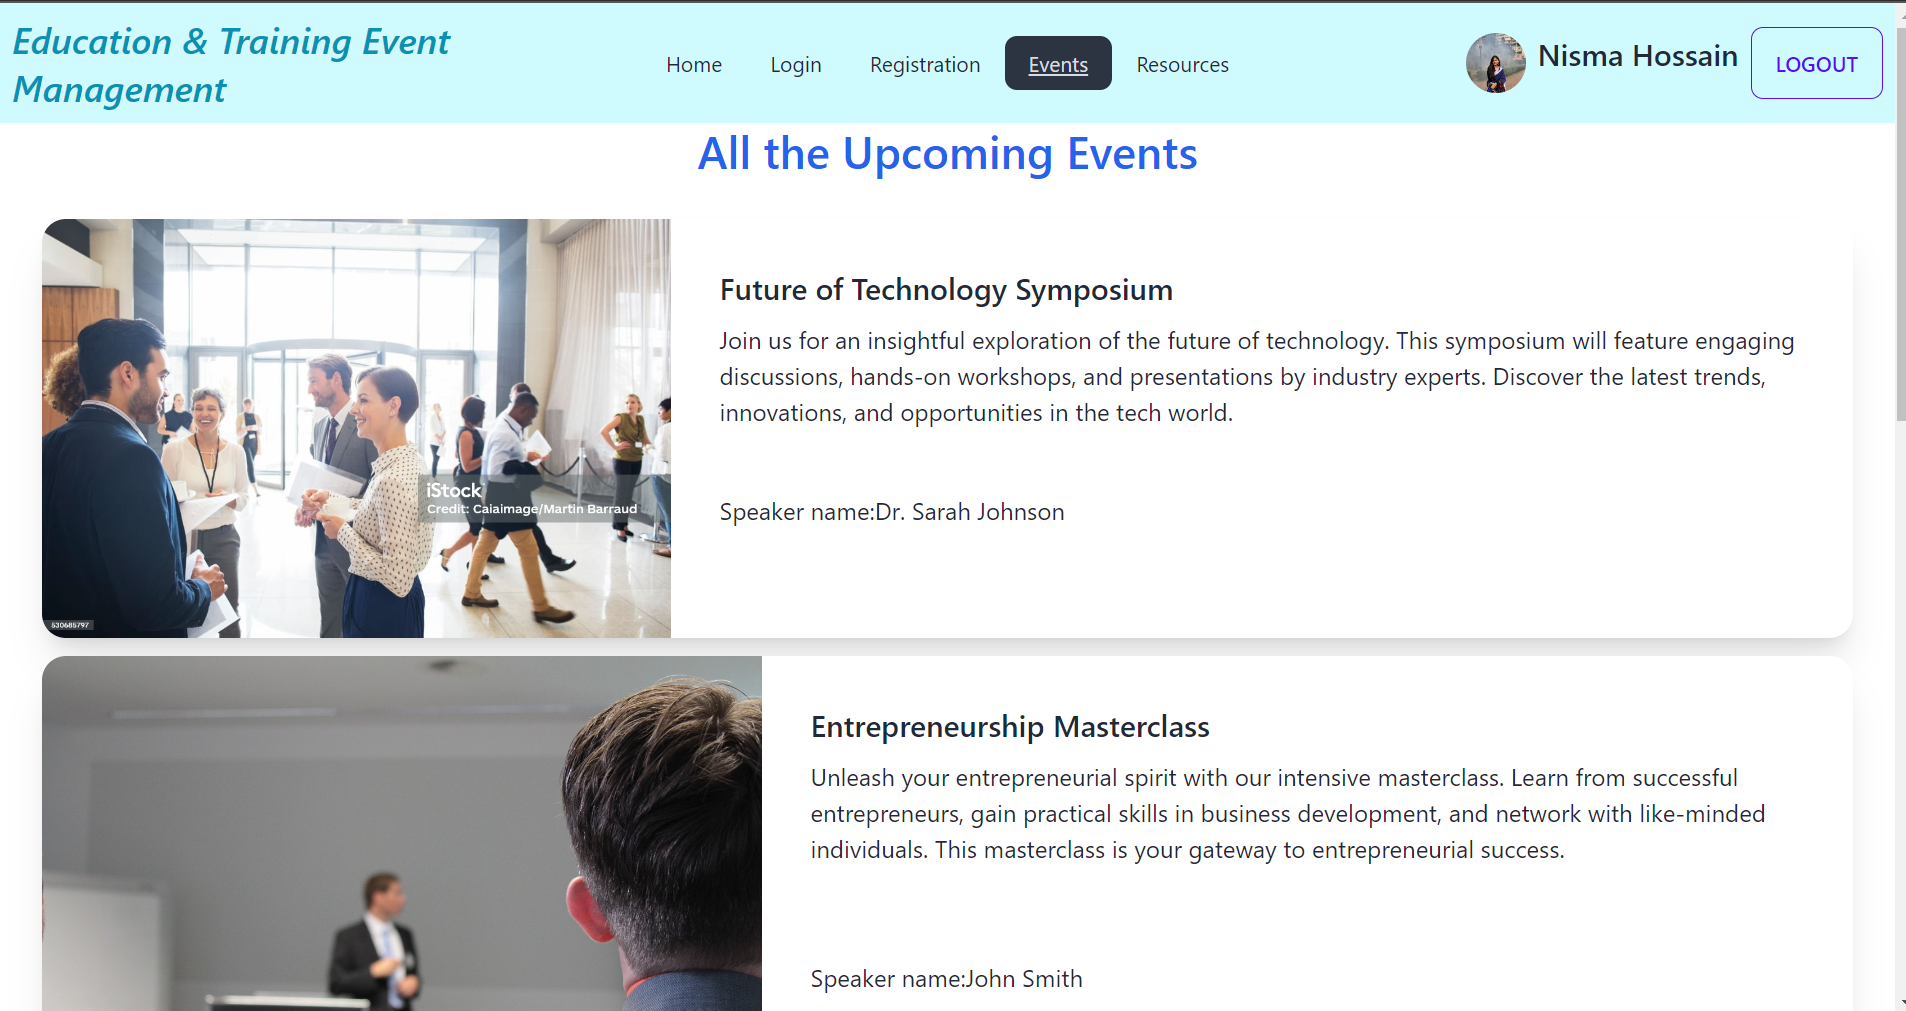 Education & Training Event
Management
Home
Login
Registration
Events
Resources
Nisma Hossain
LOGOUT
All the Upcoming Events
Future of Technology Symposium
Join us for an insightful exploration of the future of technology. This symposium will feature engaging
discussions, hands-on workshops, and presentations by industry experts. Discover the latest trends,
innovations, and opportunities in the tech world.
iStock
Credit: Caiaimage/Martin Barraud
Speaker name:Dr. Sarah Johnson
530685797
Entrepreneurship Masterclass
Unleash your entrepreneurial spirit with our intensive masterclass. Learn from successful
entrepreneurs, gain practical skills in business development, and network with like-minded
individuals. This masterclass is your gateway to entrepreneurial success.
Speaker name:John Smith